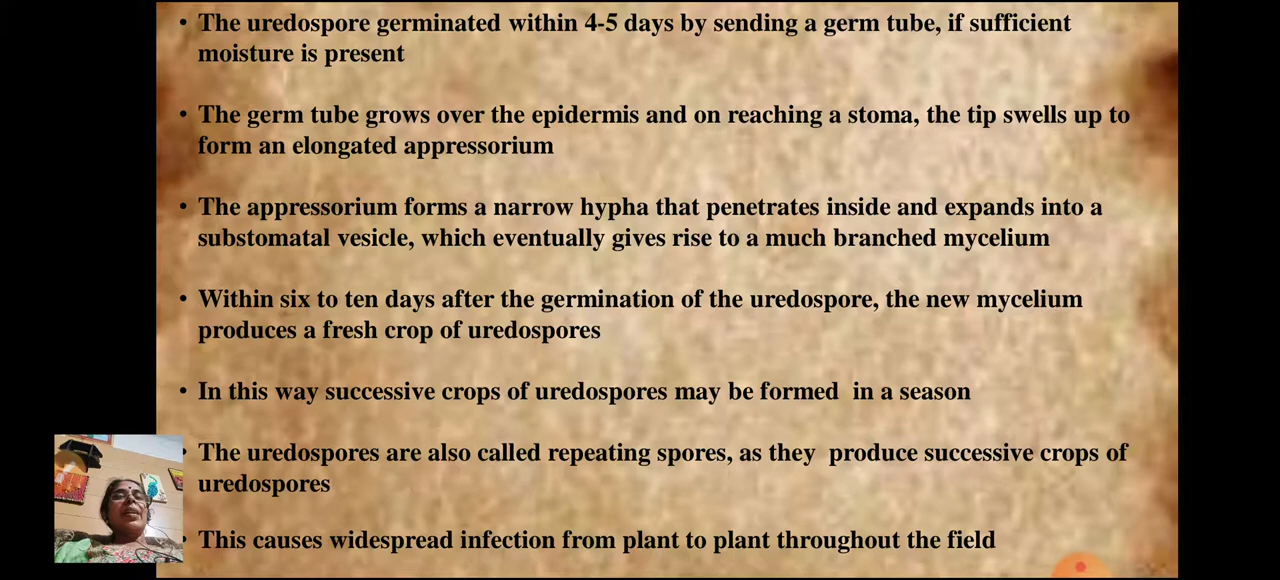 • The uredospore germinated within 4-5 days by sending a germ tube, if sufficient
moisture is present
• The germ tube grows over the epidermis and on reaching a stoma, the tip swells up to
form an elongated appressorium
• The appressorium forms a narrow hypha that penetrates inside and expands into a
substomatal vesicle, which eventually gives rise to a much branched mycelium
• Within six to ten days after the germination of the uredospore, the new mycelium
produces a fresh crop of uredospores
• In this way successive crops of uredospores may be formed  in a season
• The uredospores are also called repeating spores, as they  produce successive crops of
uredospores
• This causes widespread infection from plant to plant throughout the field